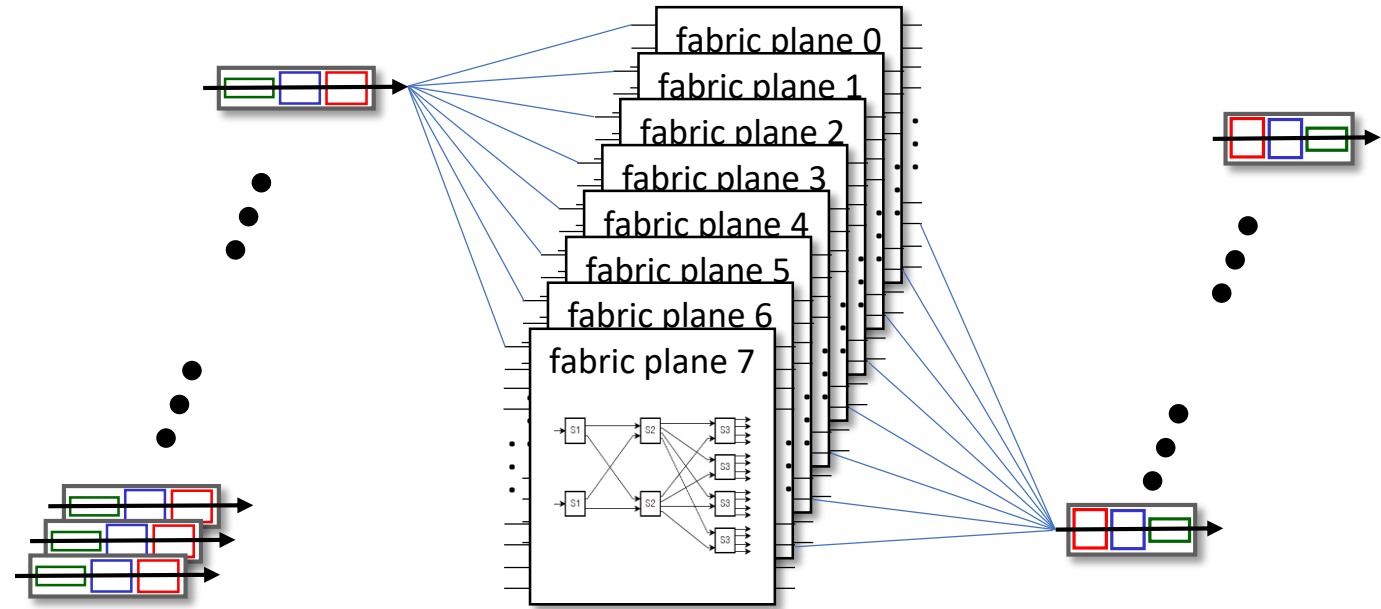 fabric plane 0
fabric plane 1
fabric plane 2
fabric plane 3
fabric plane 4
fabric plane 5
fabric plane 6
fabric plane 7
S1 S2 S3
S3
S1 S2 S3
S3